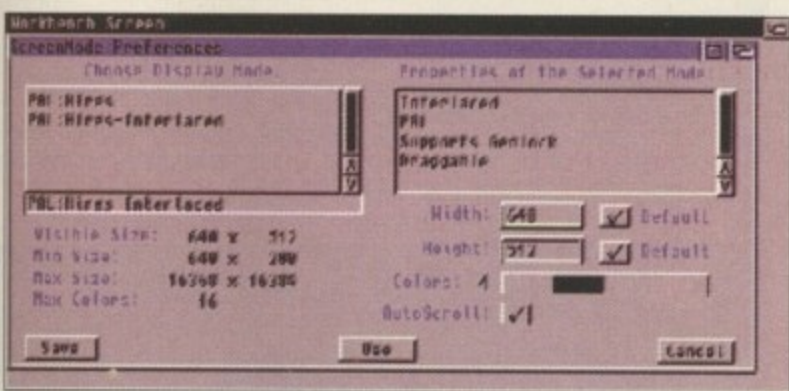 Workbench Screen
ScreenMode Preferences
Choose Display Mode:
Properties of the Selected Mode:
PAL:Hires
PAL:Hires-Interlaced
PAL:Hires Interlaced
Interlaced
PAL
Supports Genlock
Draggable
Visible Size: 640 x 512
Min Size: 640 x 200
Max Size: 16368 x 16384
Max Colors: 16
Width: 640 Default
Height: 512 Default
Colors: 4
AutoScroll:
Save
Use
Cancel